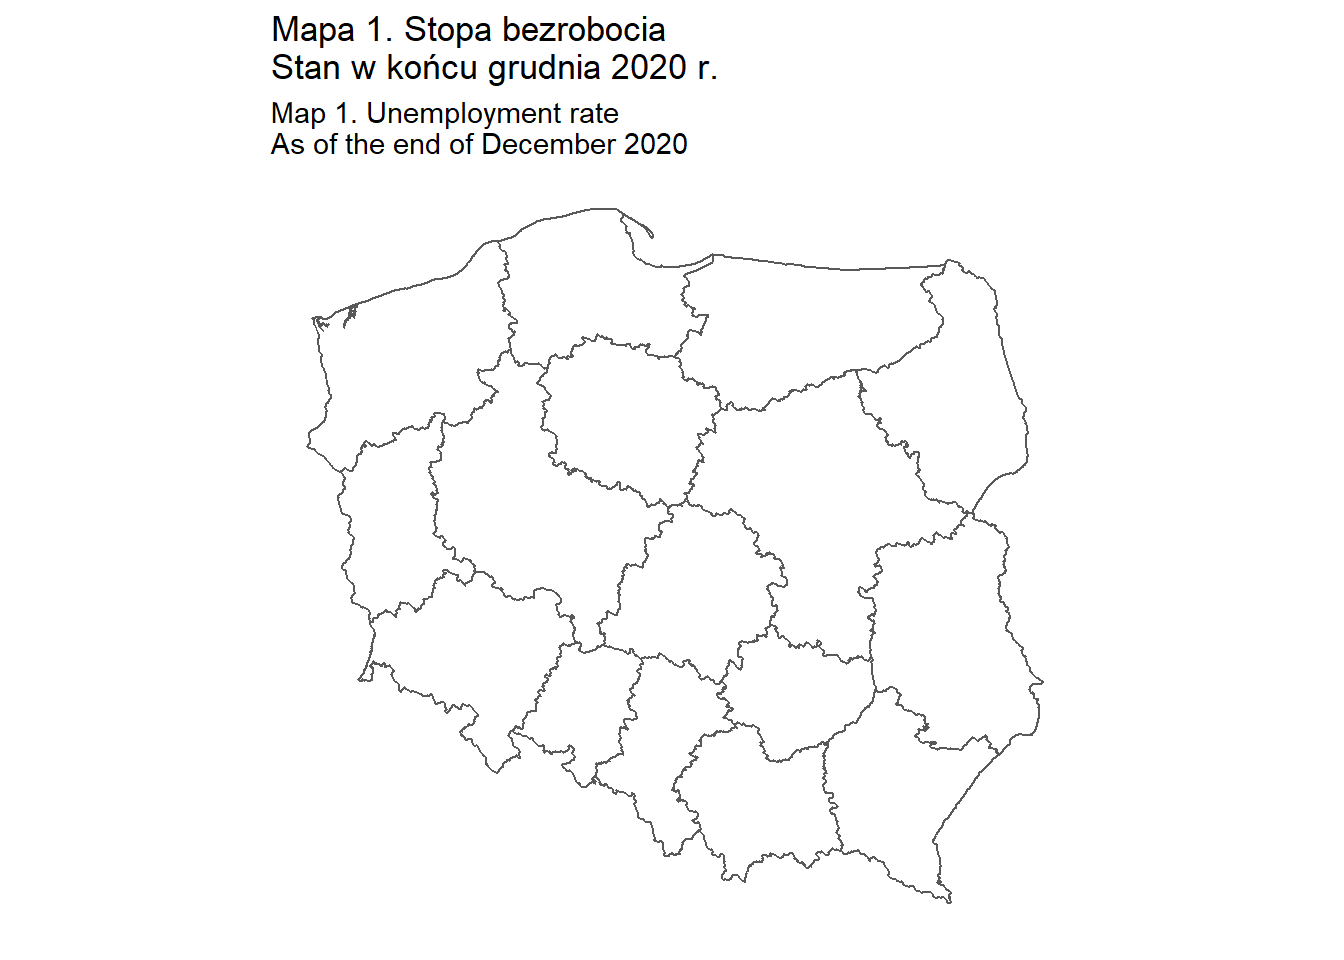 Mapa 1. Stopa bezrobocia
Stan w końcu grudnia 2020 r.
Map 1. Unemployment rate
As of the end of December 2020